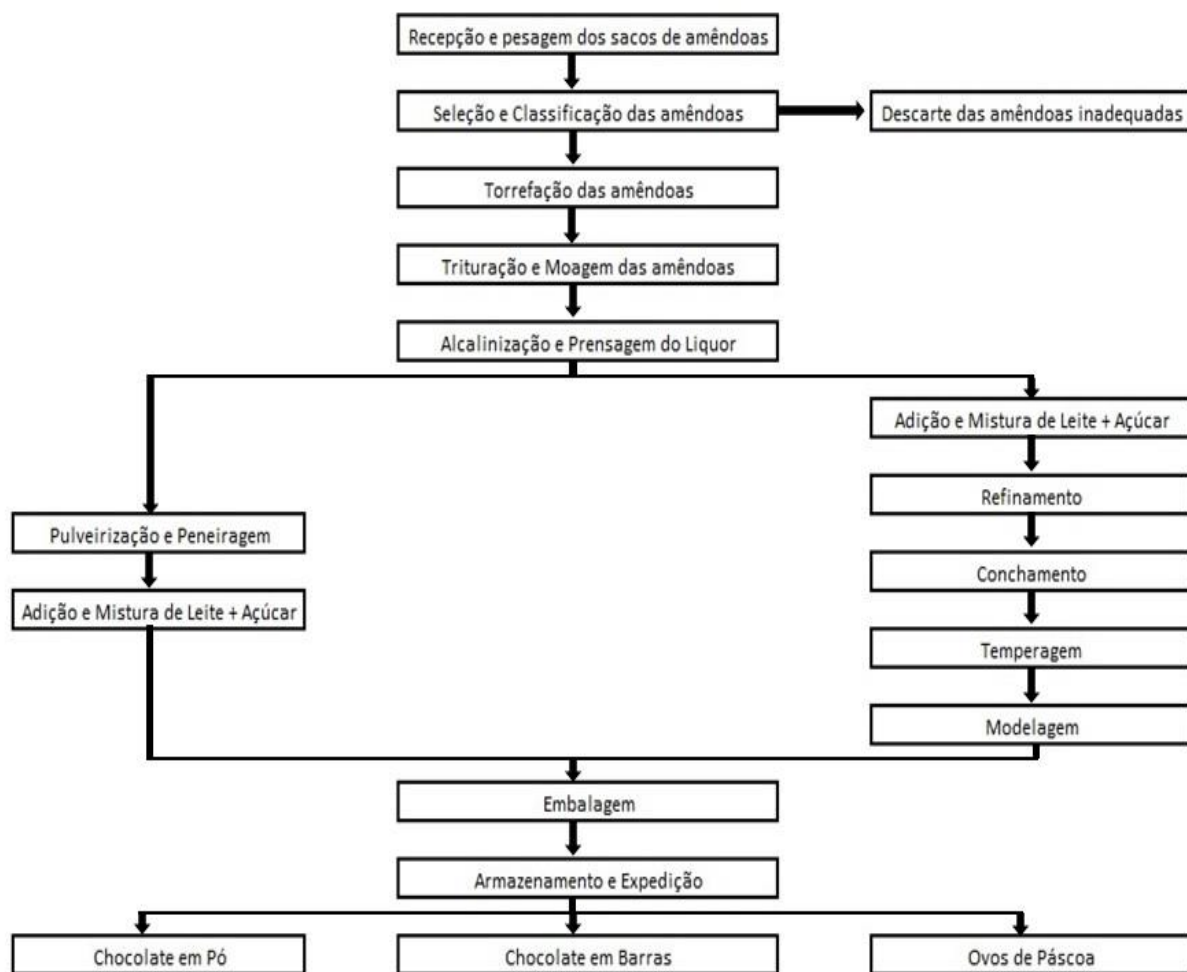 Recepção e pesagem dos sacos de amêndoas
Seleção e Classificação das amêndoas
Descarte das amêndoas inadequadas
Torrefação das amêndoas
Trituração e Moagem das amêndoas
Alcalinização e Prensagem do Liquor
Adição e Mistura de Leite + Açúcar
Refinamento
Pulveirização e Peneiragem
Conchamento
Adição e Mistura de Leite + Açúcar
Temperagem
Modelagem
Embalagem
Armazenamento e Expedição
Chocolate em Pó
Chocolate em Barras
Ovos de Páscoa